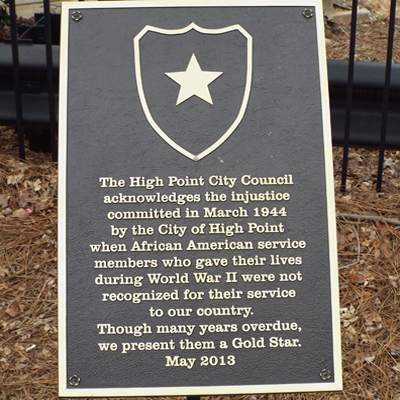 The High Point City Council
acknowledges the injustice
committed in March 1944
by the City of High Point
when African American service
members who gave their lives
during World War II were not
recognized for their service
to our country.
Though many years overdue,
we present them a Gold Star.
May 2013